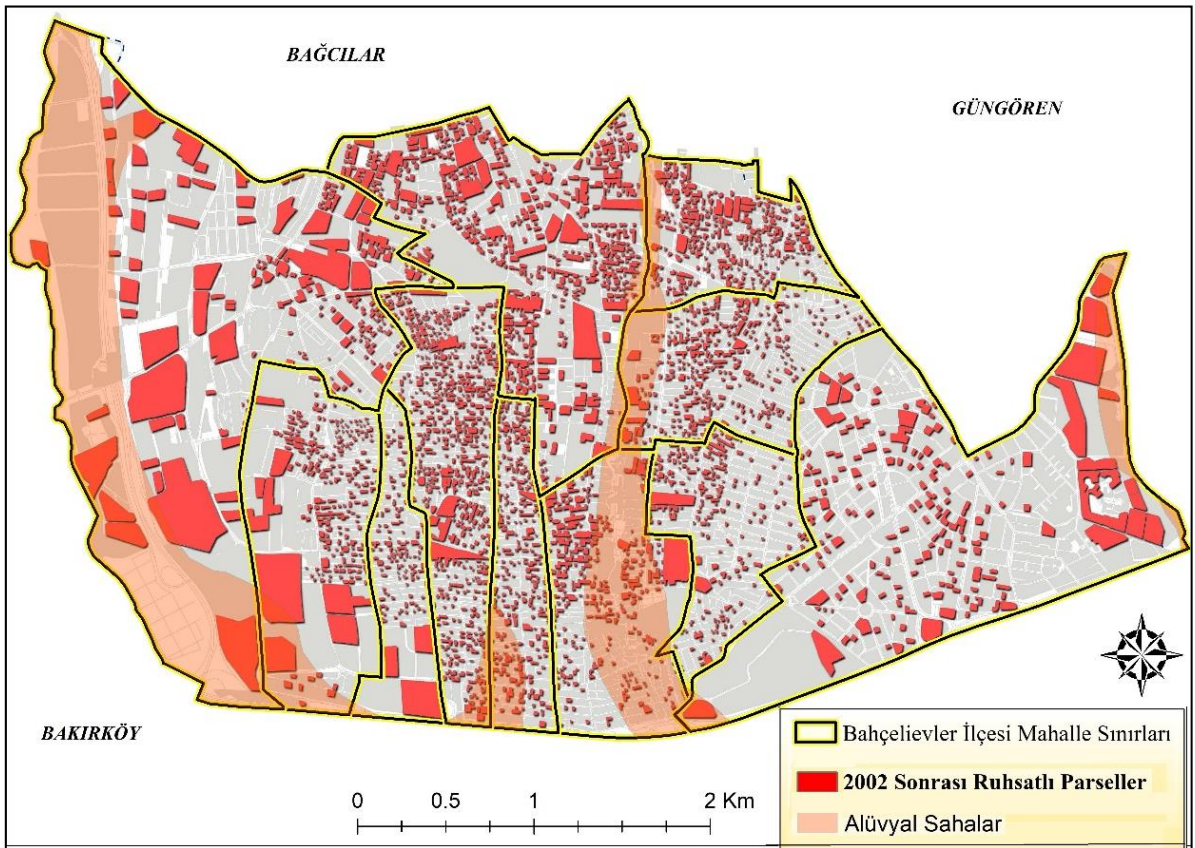 BAĞCILAR
GÜNGÖREN
BAKIRKÖY
0 0.5 1 2 Km
Bahçelievler İlçesi Mahalle Sınırları
2002 Sonrası Ruhsatlı Parseller
Alüvyal Sahalar